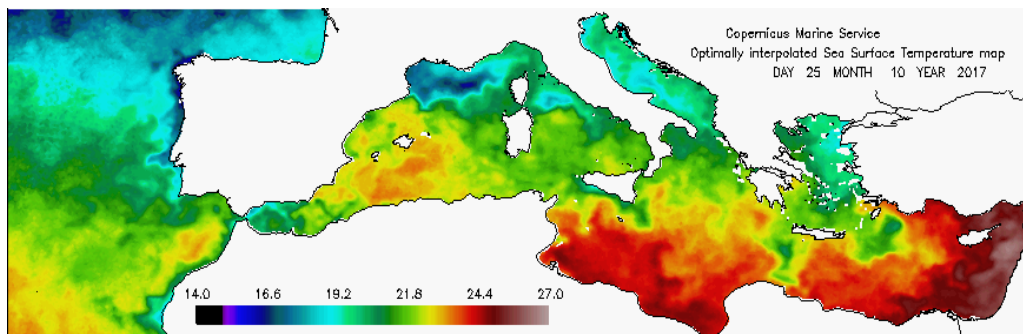 Copernicus Marine Service
Optimally interpolated Sea Surface Temperature map
DAY 25 MONTH 10 YEAR 2017
14.0 16.6 19.2 21.8 24.4 27.0